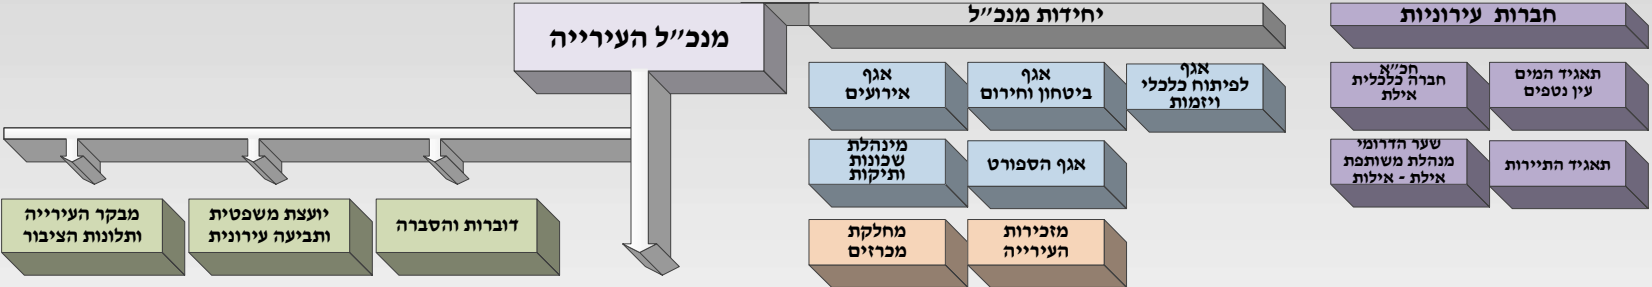 חברות עירוניות
תאגיד המים
עין נטפים
חכ״א
חברה כלכלית
אילת
תאגיד התיירות
שער הדרומי
מנהלת משותפת
אילת - אילות
יחידות מנכ״ל
אגף
לפיתוח כלכלי
ויזמות
אגף
ביטחון וחירום
אגף
אירועים
אגף הספורט
מינהלת
שכונות
ותיקות
מזכירות
העירייה
מחלקת
מכרזים
מנכ״ל העירייה
דוברות והסברה
יועצת משפטית
ותביעה עירונית
מבקר העירייה
ותלונות הציבור